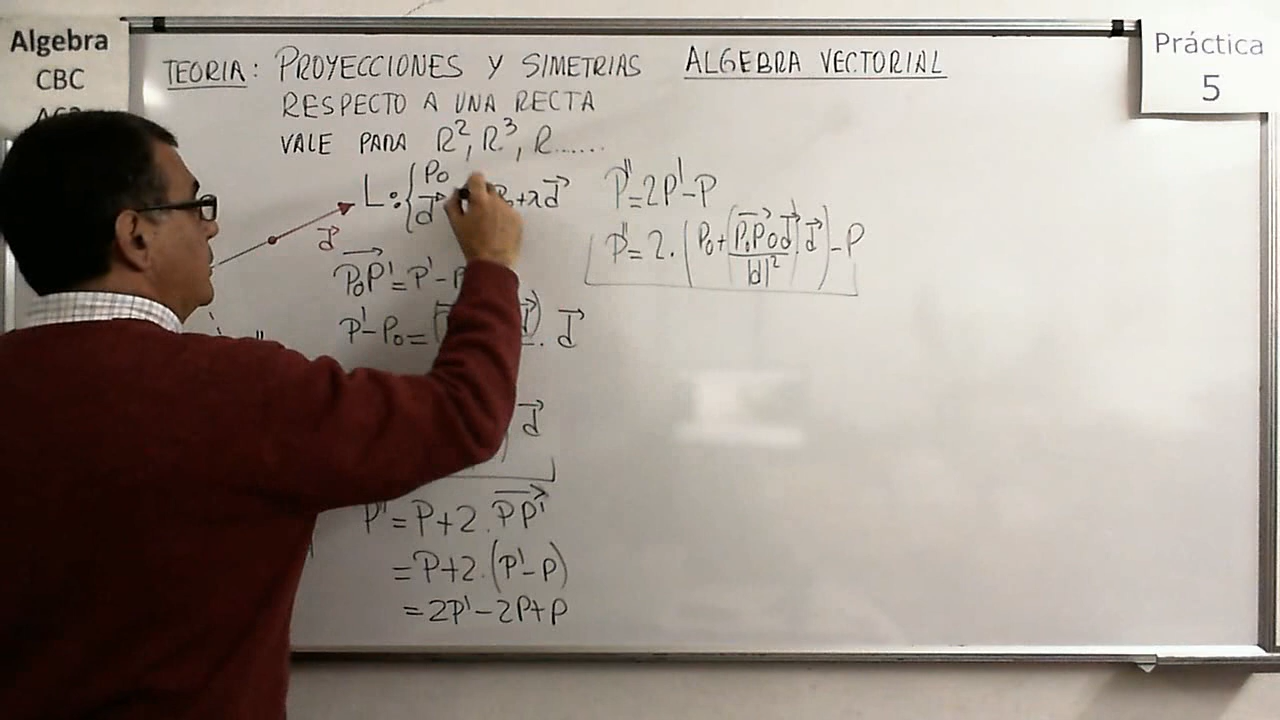 Algebra
CBC
Práctica
5
TEORIA: PROYECCIONES Y SIMETRIAS ALGEBRA VECTORIAL
RESPECTO A UNA RECTA
VALE PARA R², R³, R......
L: { P₀
d⃗
+λd⃗
d⃗
P₀P'⃗ = P' - P
P' - P₀ = . d⃗
d⃗
= P + 2 . PP'⃗
= P + 2 . (P' - P)
= 2P' - 2P + P
P'' = 2P' - P
P'' = 2 . (P₀ + (P₀P⃗ o d⃗) / |d|² . d⃗) - P